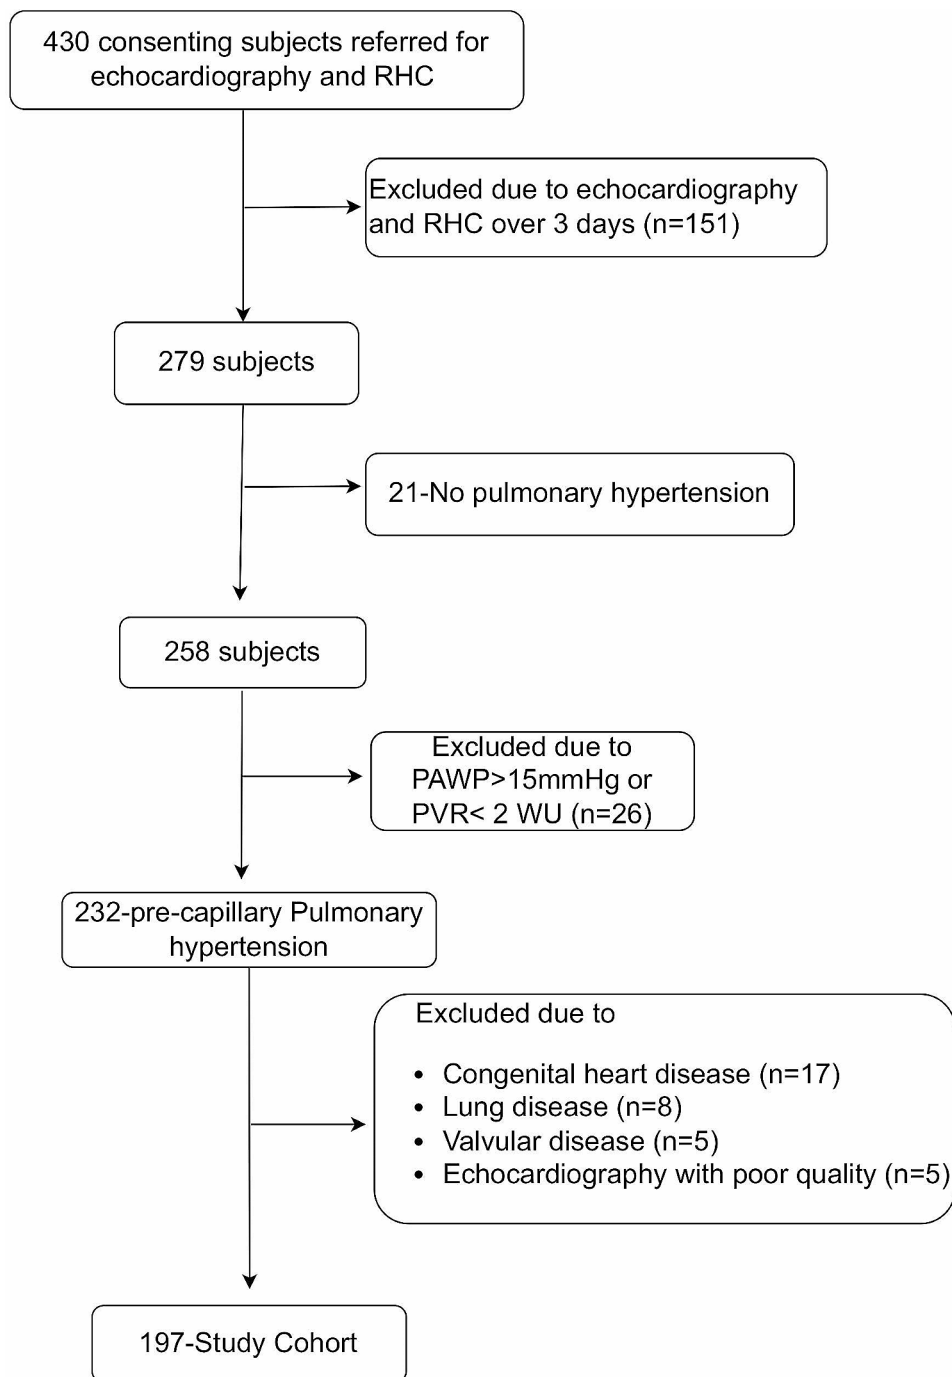 430 consenting subjects referred for
echocardiography and RHC
Excluded due to echocardiography
and RHC over 3 days (n=151)
279 subjects
21-No pulmonary hypertension
258 subjects
Excluded due to
PAWP>15mmHg or
PVR< 2 WU (n=26)
232-pre-capillary Pulmonary
hypertension
Excluded due to
• Congenital heart disease (n=17)
• Lung disease (n=8)
• Valvular disease (n=5)
• Echocardiography with poor quality (n=5)
197-Study Cohort